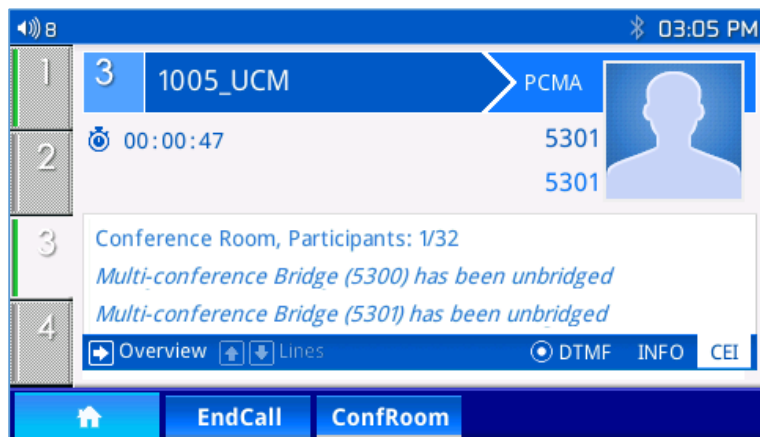 8 03:05 PM
1
3 1005_UCM PCMA
00:00:47 5301
2
5301
3
Conference Room, Participants: 1/32
Multi-conference Bridge (5300) has been unbridged
Multi-conference Bridge (5301) has been unbridged
4
Overview Lines DTMF INFO CEI
EndCall ConfRoom